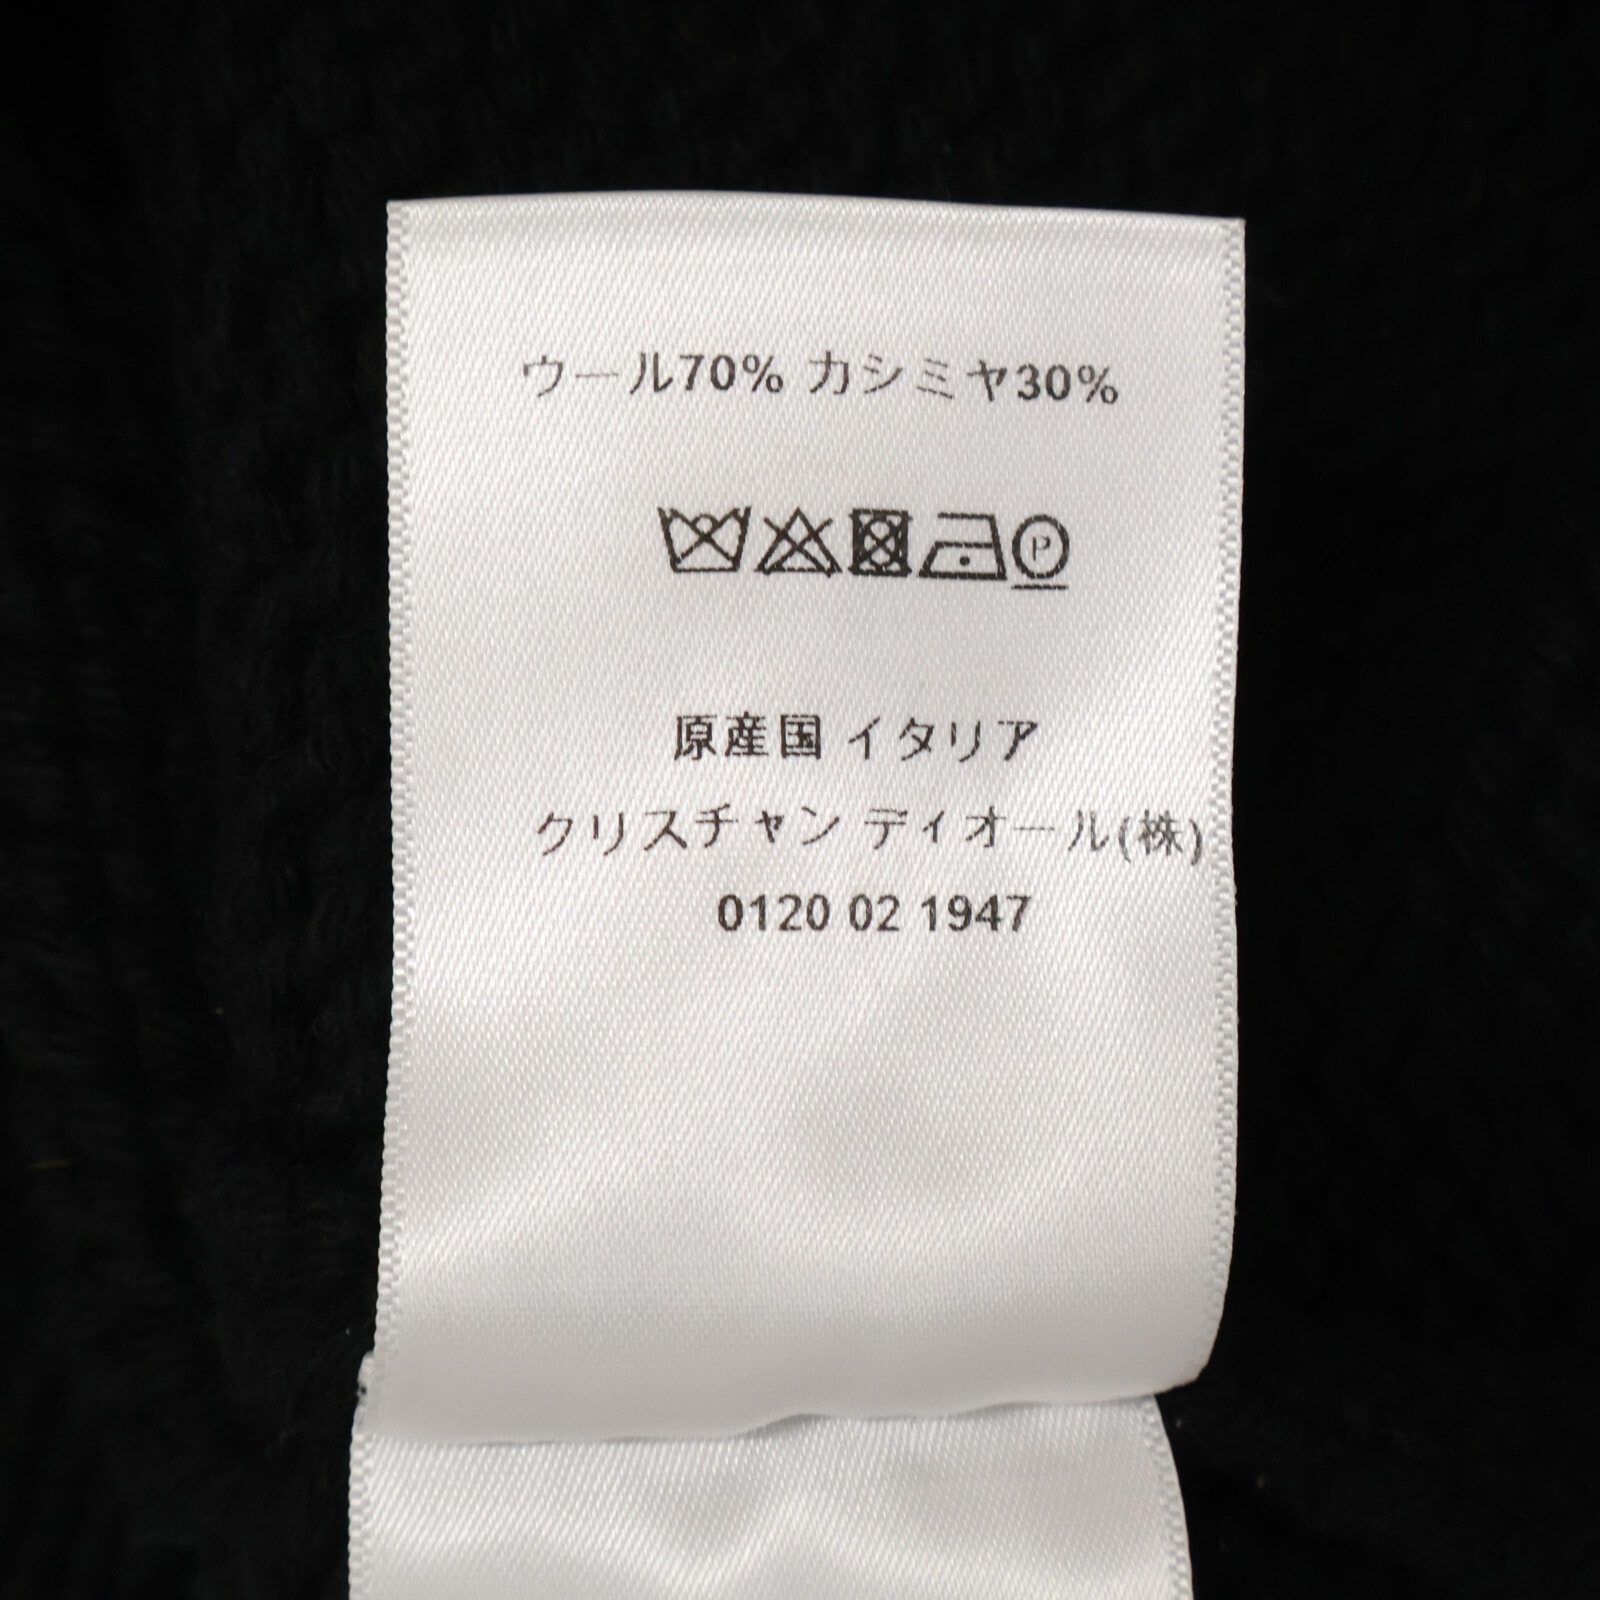 ウール70% カシミヤ30%
P
原産国 イタリア
クリスチャン ディオール(株)
0120 02 1947